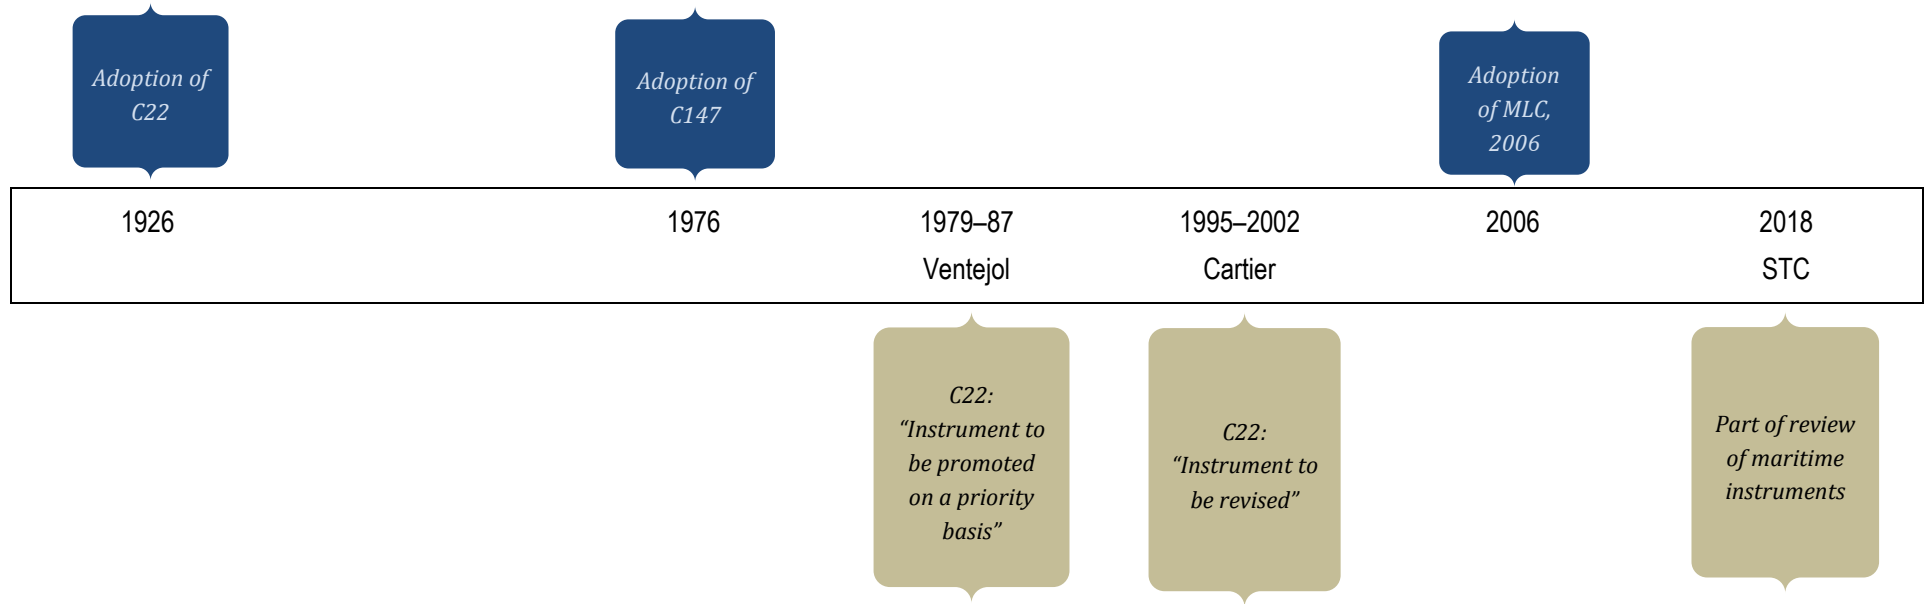 Adoption of
C22
Adoption of
C147
Adoption
of MLC,
2006
1926
1976
1979–87
Ventejol
1995–2002
Cartier
2006
2018
STC
C22:
“Instrument to
be promoted
on a priority
basis”
C22:
“Instrument to
be revised”
Part of review
of maritime
instruments